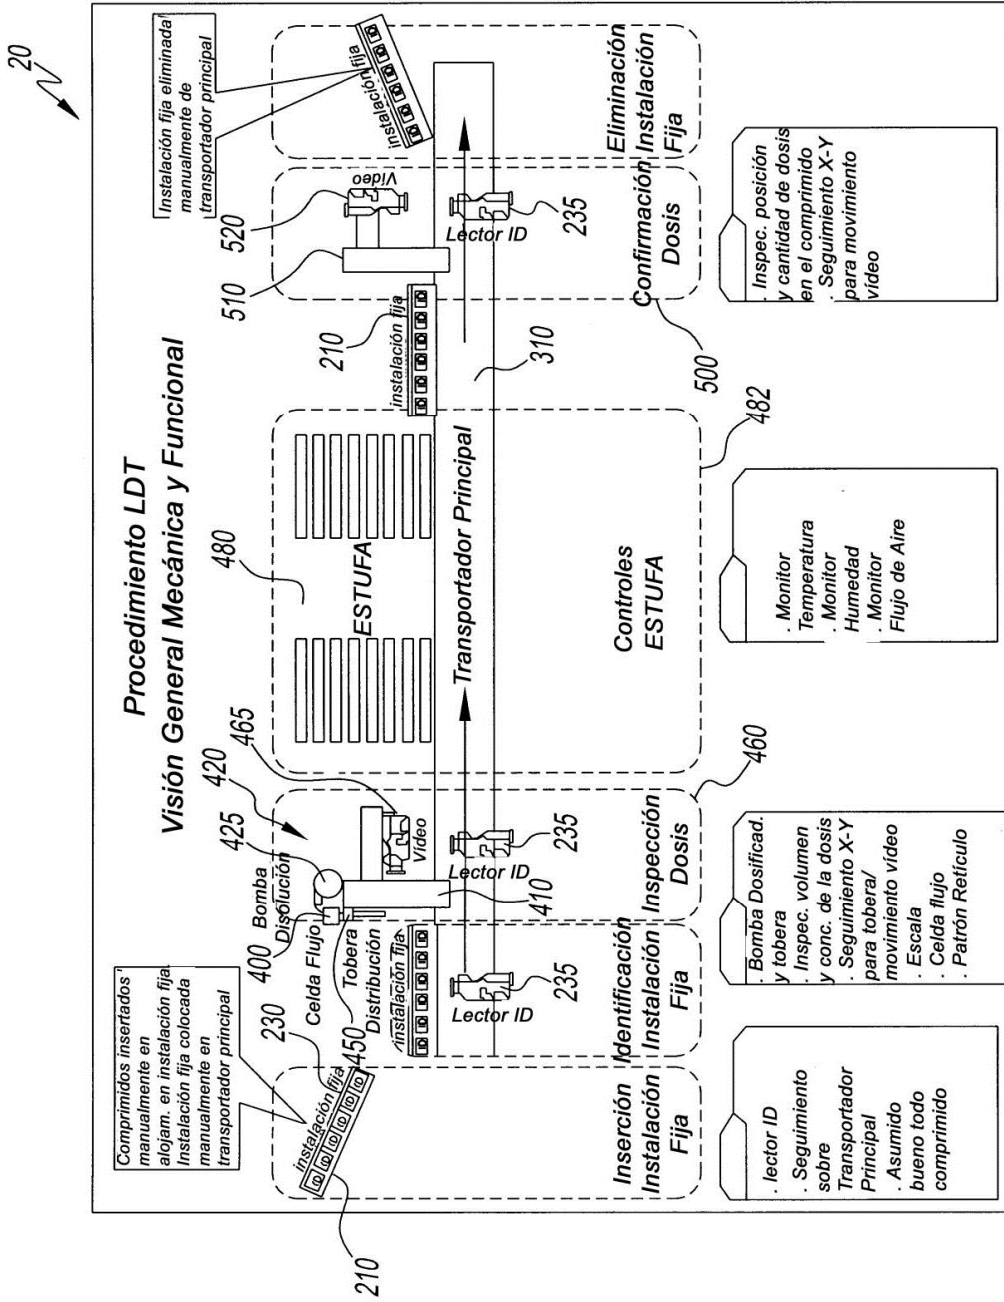 20
Procedimiento LDT
Visión General Mecánica y Funcional
Comprimidos insertados
manualmente en
alojam. en instalación fija.
Instalación fija colocada
manualmente en
transportador principal
Instalación fija eliminada
manualmente de
transportador principal
210
230
instalación fija
Inserción
Instalación
Fija
450
instalación fija
Lector ID
235
Identificación
Instalación
Fija
400
425
420
465
Bomba
Disolución
Celda Flujo
Tobera
Distribución
Vídeo
410
Lector ID
235
Inspección
Dosis
460
480
ESTUFA
Transportador Principal
Controles
ESTUFA
482
210
instalación fija
310
500
510
520
Vídeo
Lector ID
235
Confirmación
Dosis
instalación fija
Eliminación
Instalación
Fija
. lector ID
. Seguimiento
sobre
Transportador
Principal
. Asumido
bueno todo
comprimido
. Bomba Dosificad.
y tobera
. Inspec. volumen
y conc. de la dosis
. Seguimiento X-Y
para tobera/
movimiento vídeo
. Escala
. Celda flujo
. Patrón Retículo
. Monitor
Temperatura
. Monitor
Humedad
. Monitor
Flujo de Aire
. Inspec. posición
y cantidad de dosis
en el comprimido
. Seguimiento X-Y
para movimiento
vídeo